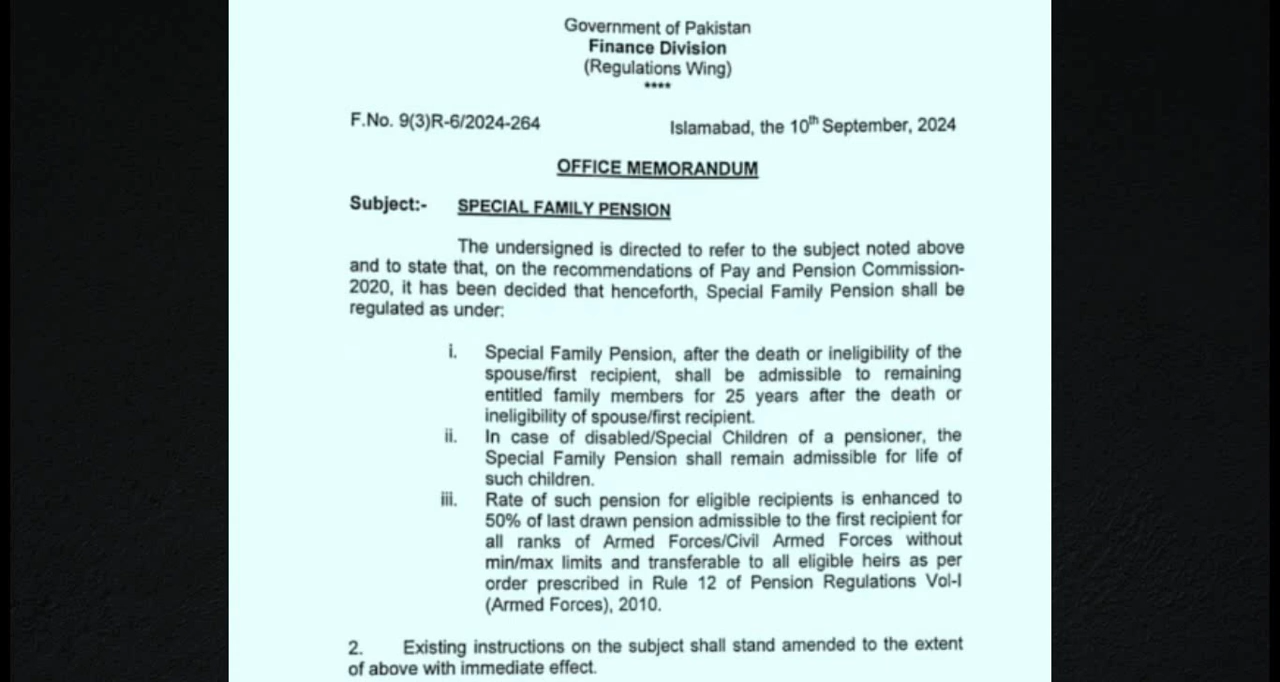 Government of Pakistan
Finance Division
(Regulations Wing)
****
F.No. 9(3)R-6/2024-264
Islamabad, the 10th September, 2024
OFFICE MEMORANDUM
Subject:- SPECIAL FAMILY PENSION
The undersigned is directed to refer to the subject noted above
and to state that, on the recommendations of Pay and Pension Commission-
2020, it has been decided that henceforth, Special Family Pension shall be
regulated as under:
i. Special Family Pension, after the death or ineligibility of the
spouse/first recipient, shall be admissible to remaining
entitled family members for 25 years after the death or
ineligibility of spouse/first recipient.
ii. In case of disabled/Special Children of a pensioner, the
Special Family Pension shall remain admissible for life of
such children.
iii. Rate of such pension for eligible recipients is enhanced to
50% of last drawn pension admissible to the first recipient for
all ranks of Armed Forces/Civil Armed Forces without
min/max limits and transferable to all eligible heirs as per
order prescribed in Rule 12 of Pension Regulations Vol-I
(Armed Forces), 2010.
2. Existing instructions on the subject shall stand amended to the extent
of above with immediate effect.